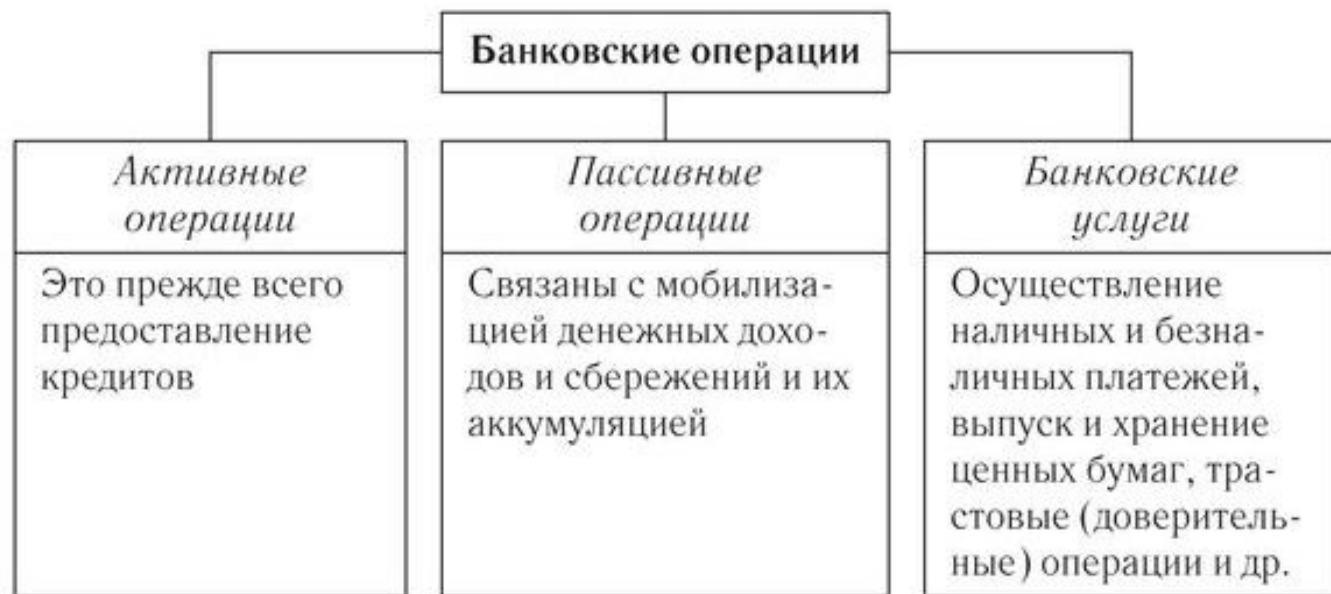 Банковские операции
Активные
операции
Это прежде всего
предоставление
кредитов
Пассивные
операции
Связаны с мобилиза-
цией денежных дохо-
дов и сбережений и их
аккумуляцией
Банковские
услуги
Осуществление
наличных и безна-
личных платежей,
выпуск и хранение
ценных бумаг, тра-
стовые (доверитель-
ные) операции и др.